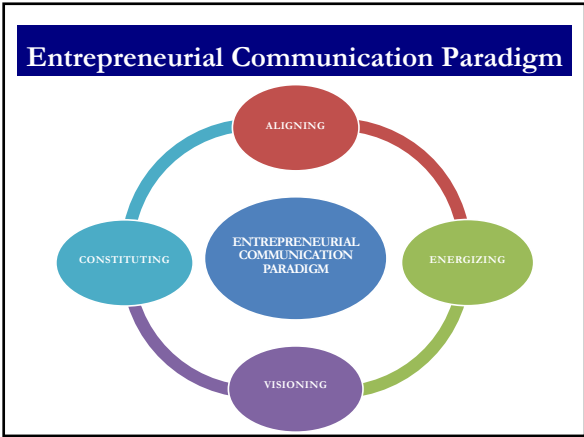 Entrepreneurial Communication Paradigm
ALIGNING
ENTREPRENEURIAL
COMMUNICATION
PARADIGM
CONSTITUTING
ENERGIZING
VISIONING